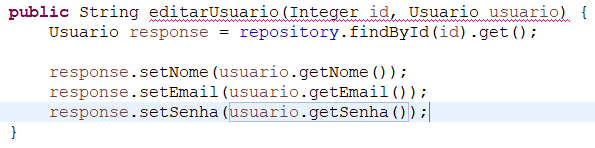 public String editarUsuario(Integer id, Usuario usuario) {
    Usuario response = repository.findById(id).get();

    response.setNome(usuario.getNome());
    response.setEmail(usuario.getEmail());
    response.setSenha(usuario.getSenha());
}